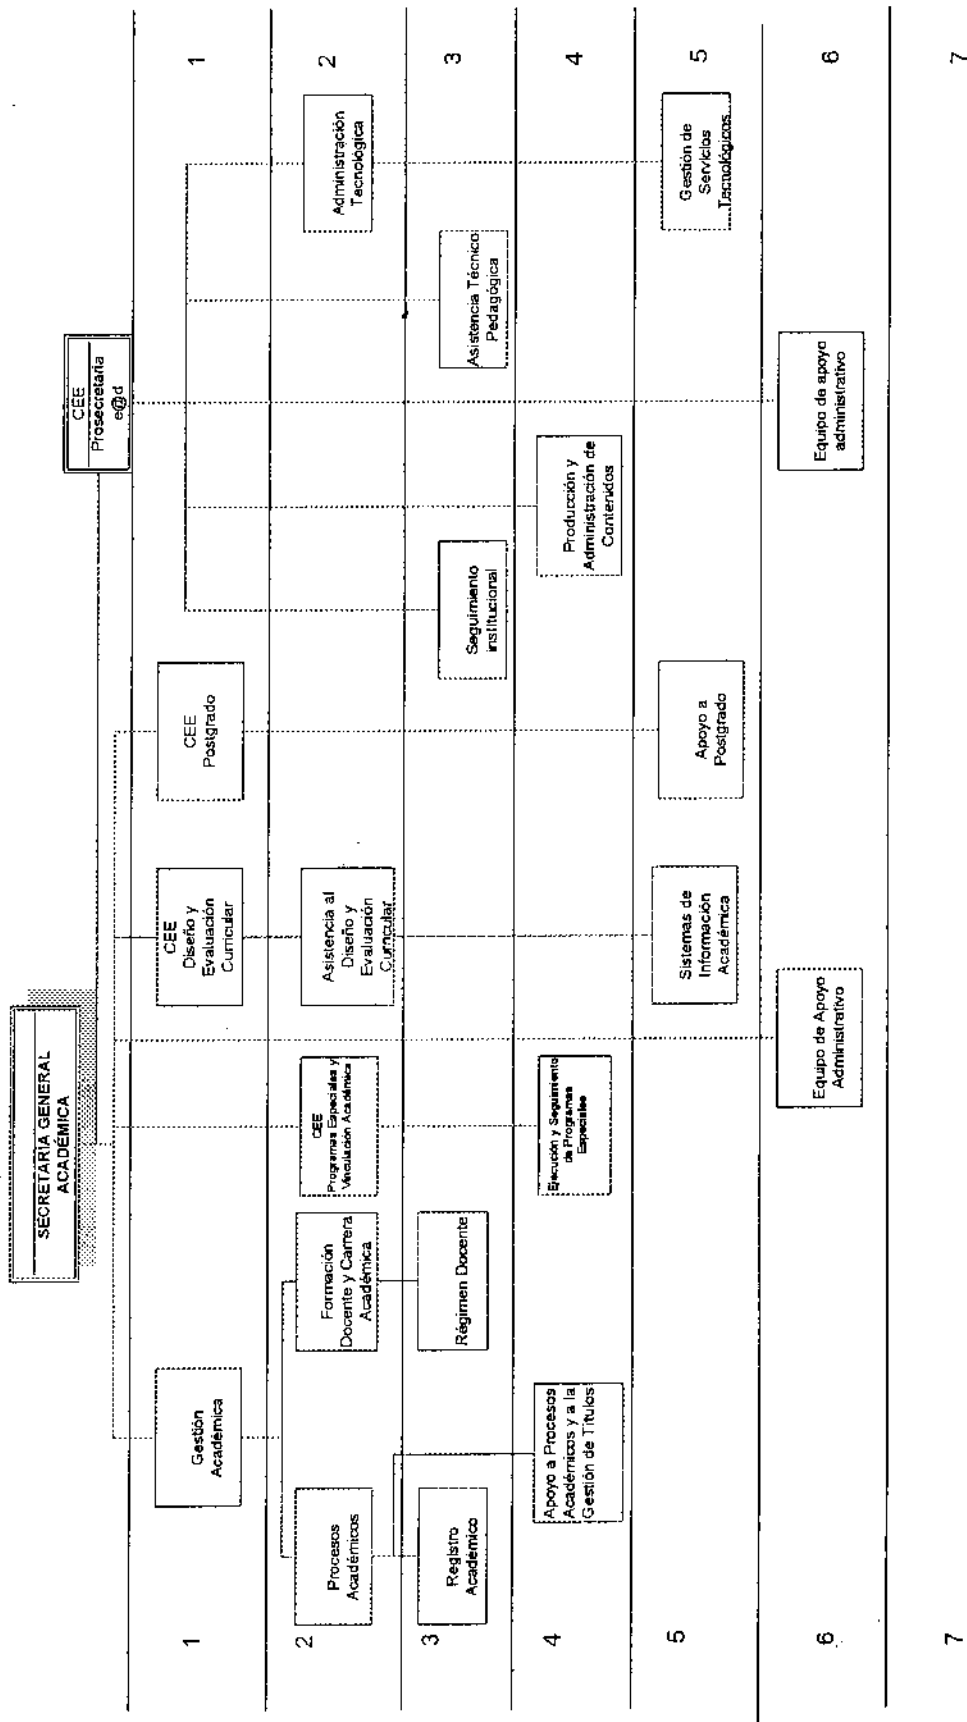 SECRETARÍA GENERAL
ACADÉMICA
CEE
Prosecretaría
e@d
1
Gestión
Académica
CEE
Diseño y
Evaluación
Curricular
CEE
Postgrado
1
2
Procesos
Académicos
Formación
Docente y Carrera
Académica
CEE
Programas Especiales y
Vinculación Académica
Asistencia al
Diseño y
Evaluación
Curricular
Administración
Tecnológica
2
3
Registro
Académico
Régimen Docente
Seguimiento
institucional
Asistencia Técnico
Pedagógica
3
4
Apoyo a Procesos
Académicos y a la
Gestión de Títulos
Ejecución y Seguimiento
de Programas
Especiales
Producción y
Administración de
Contenidos
4
5
Sistemas de
Información
Académica
Apoyo a
Postgrado
Gestión de
Servicios
Tecnológicos
5
6
Equipo de Apoyo
Administrativo
Equipo de apoyo
administrativo
6
7
7